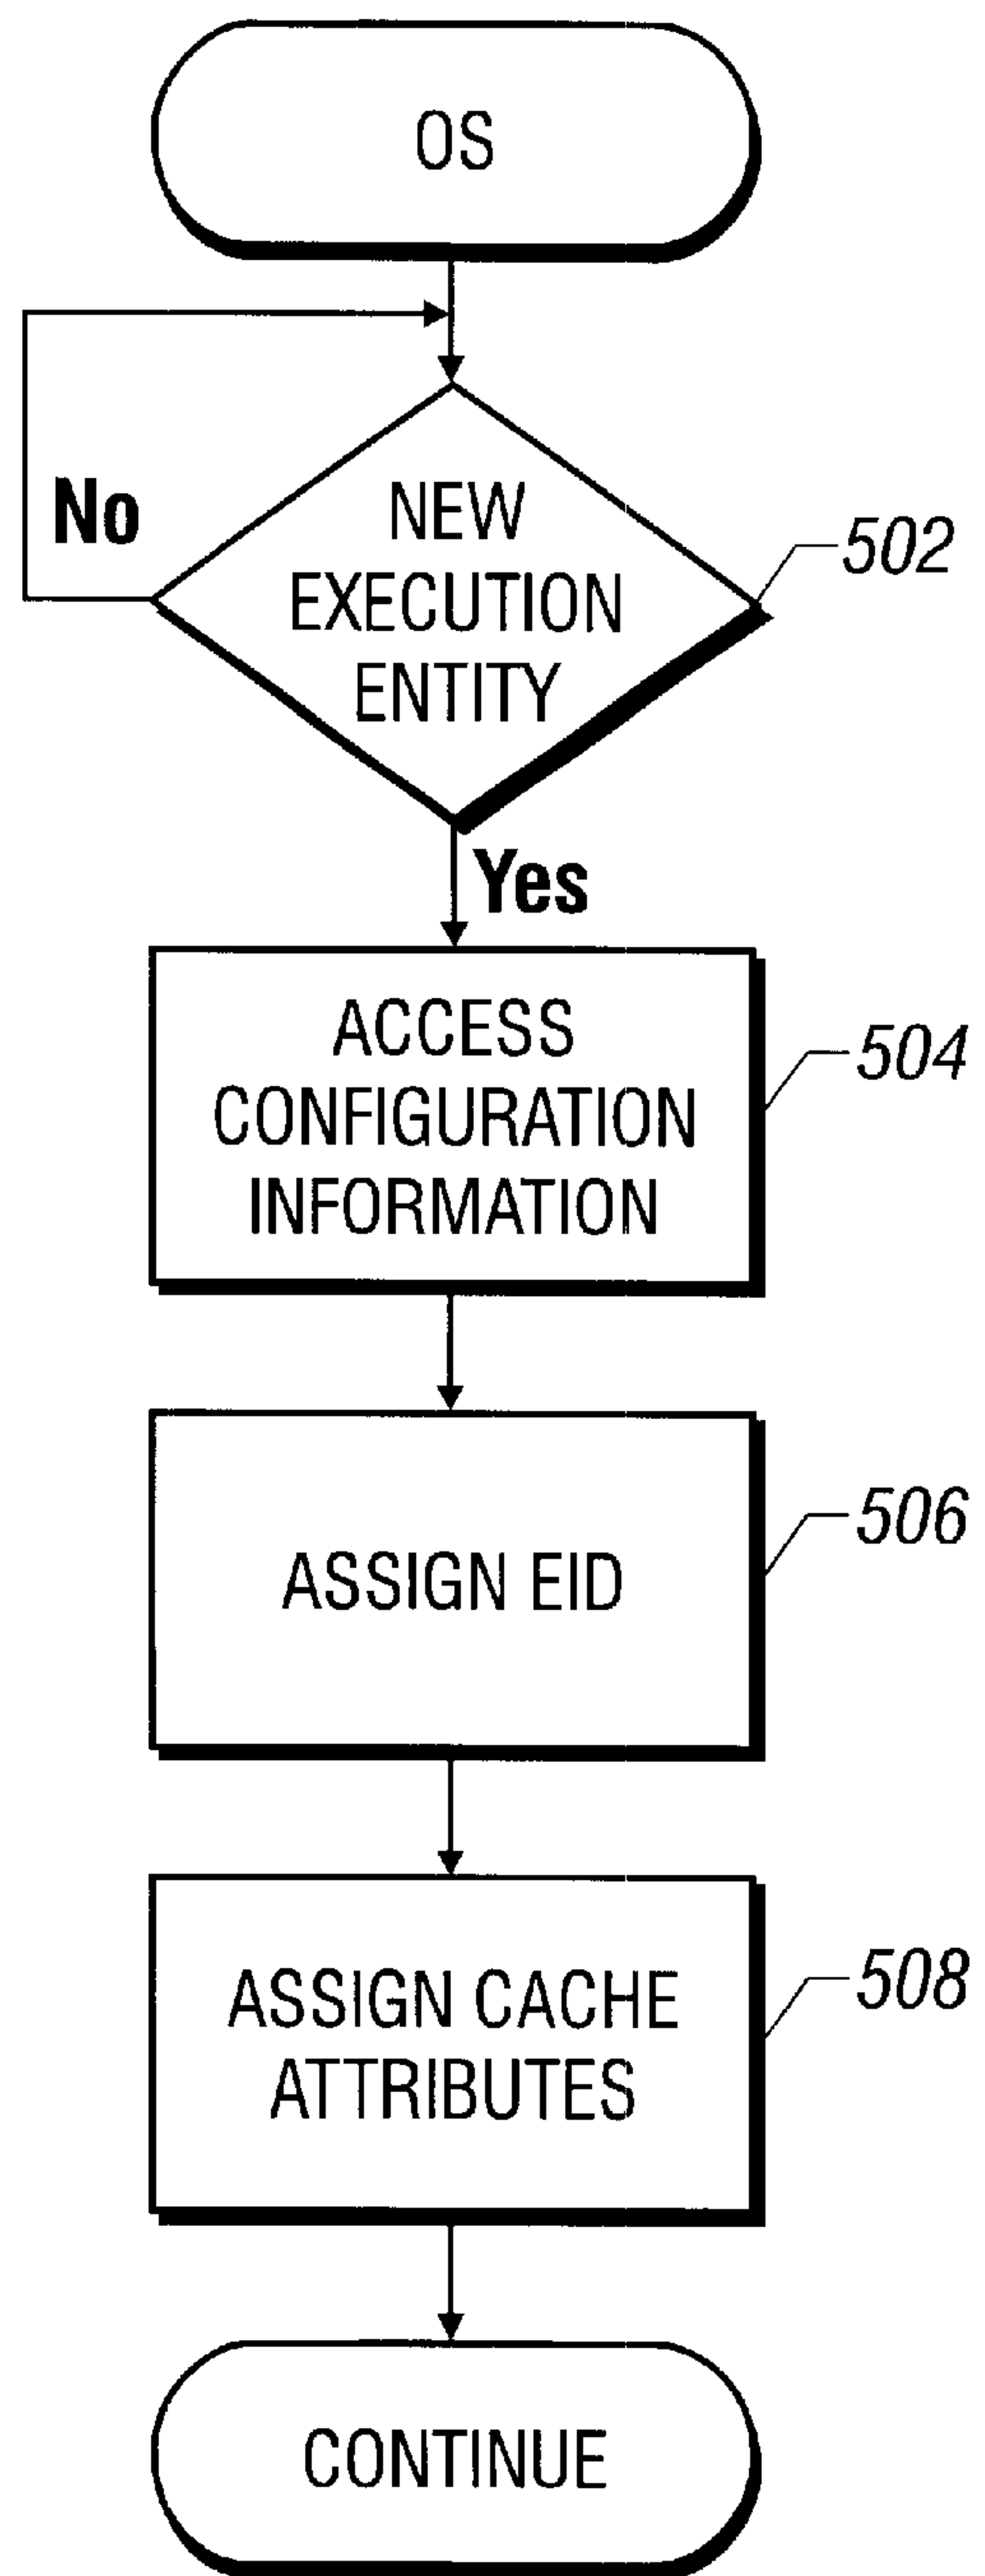 OS
No
NEW
EXECUTION
ENTITY
502
Yes
ACCESS
CONFIGURATION
INFORMATION
504
ASSIGN EID
506
ASSIGN CACHE
ATTRIBUTES
508
CONTINUE